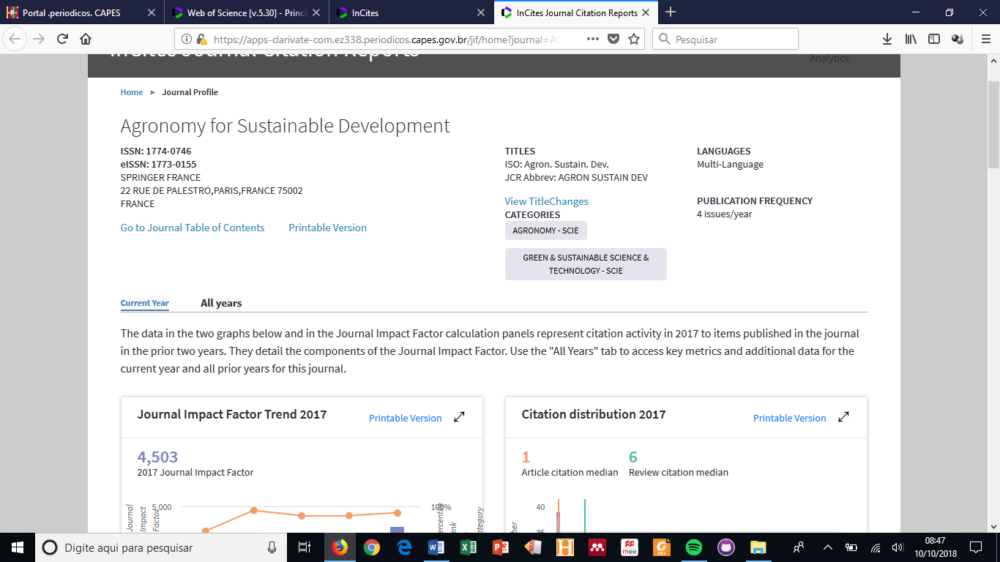 Portal .periodicos. CAPES
Web of Science [v.5.30] - Princi
InCites
InCites Journal Citation Reports
https://apps-clarivate-com.ez338.periodicos.capes.gov.br/jif/home?journal=AG
Pesquisar
InCites Journal Citation Reports
Analytics
Home > Journal Profile
Agronomy for Sustainable Development
ISSN: 1774-0746
eISSN: 1773-0155
SPRINGER FRANCE
22 RUE DE PALESTRO,PARIS,FRANCE 75002
FRANCE
Go to Journal Table of Contents Printable Version
TITLES
ISO: Agron. Sustain. Dev.
JCR Abbrev: AGRON SUSTAIN DEV
View TitleChanges
CATEGORIES
AGRONOMY - SCIE
GREEN & SUSTAINABLE SCIENCE &
TECHNOLOGY - SCIE
LANGUAGES
Multi-Language
PUBLICATION FREQUENCY
4 issues/year
Current Year All years
The data in the two graphs below and in the Journal Impact Factor calculation panels represent citation activity in 2017 to items published in the journal
in the prior two years. They detail the components of the Journal Impact Factor. Use the "All Years" tab to access key metrics and additional data for the
current year and all prior years for this journal.
Journal Impact Factor Trend 2017 Printable Version
4,503
2017 Journal Impact Factor
Journal
Impact
Factor
5,000
100%
Citation distribution 2017 Printable Version
1
Article citation median
6
Review citation median
40
Digite aqui para pesquisar
mee
PDF
08:47
10/10/2018